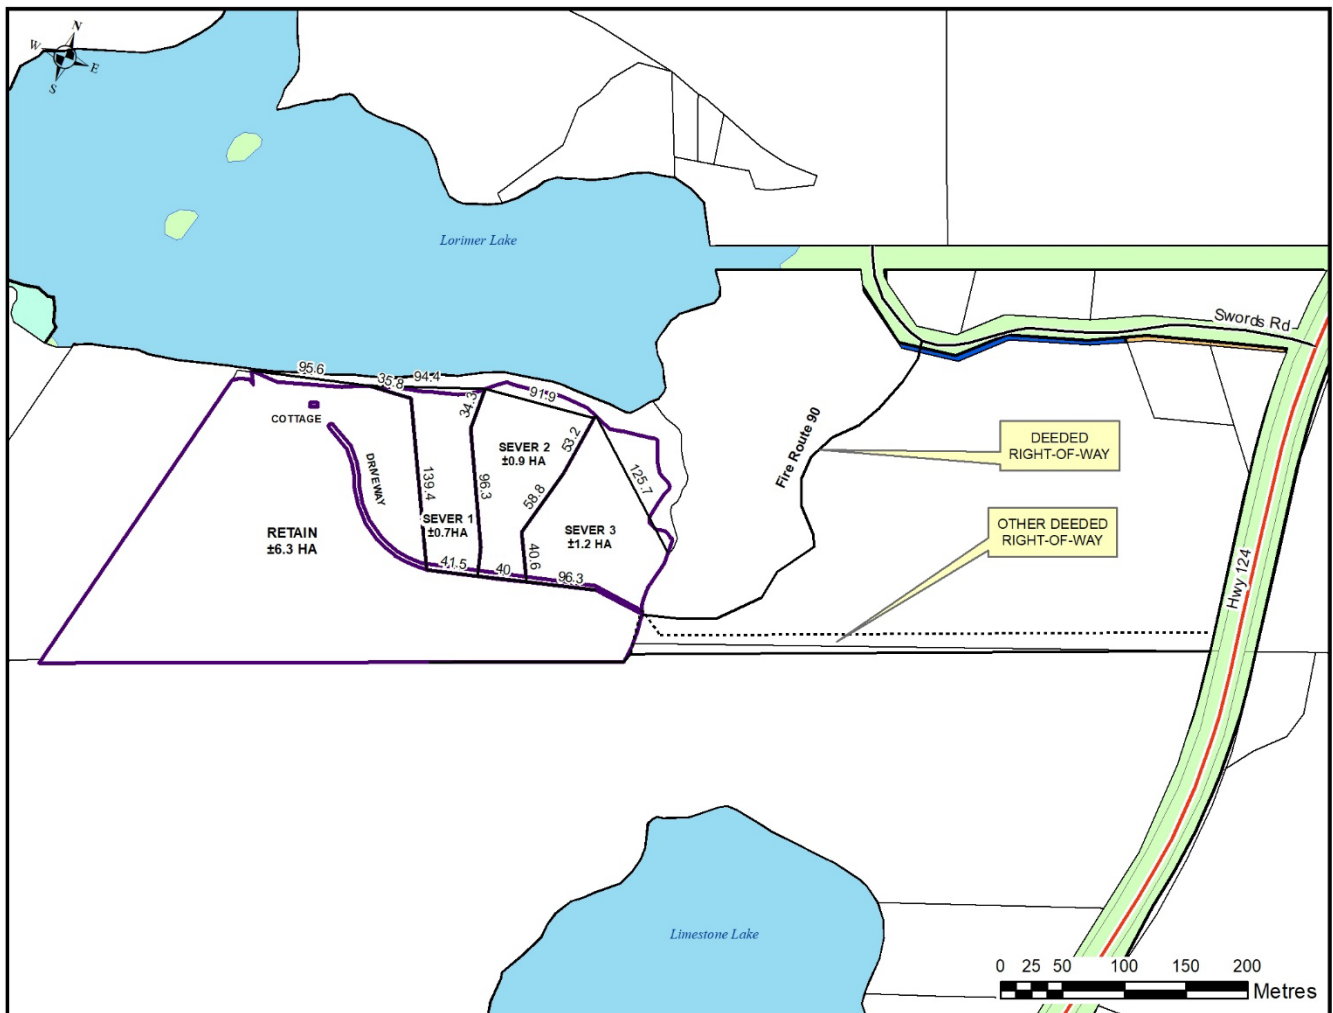 N
W
E
S
Lorimer Lake
Swords Rd
95.6
35.8
94.4
34.3
91.9
COTTAGE
DRIVEWAY
139.4
96.3
SEVER 2
±0.9 HA
53.2
58.8
125.7
Fire Route 90
DEEDED
RIGHT-OF-WAY
RETAIN
±6.3 HA
SEVER 1
±0.7HA
SEVER 3
±1.2 HA
OTHER DEEDED
RIGHT-OF-WAY
41.5
40
40.6
96.3
Hwy 124
Limestone Lake
0 25 50 100 150 200
Metres